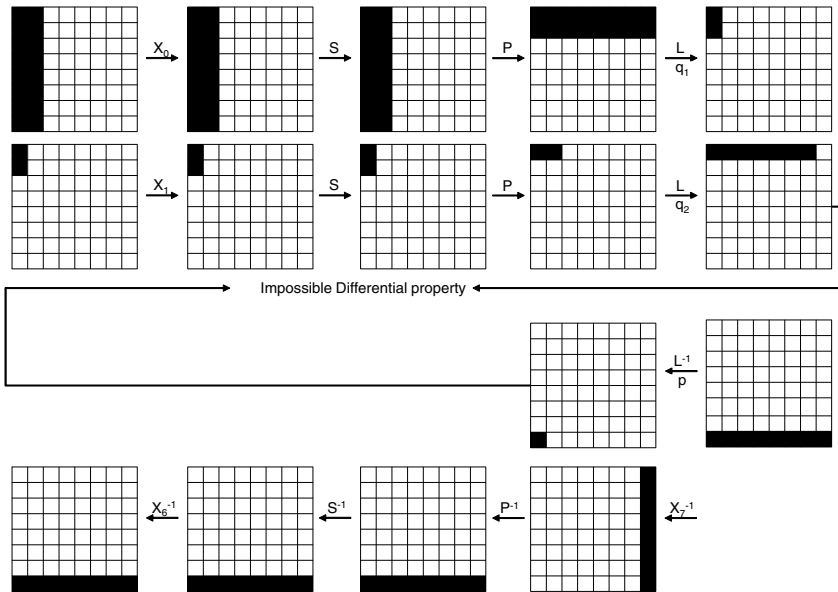 X₀ S P L
q₁
X₁ S P L
q₂
Impossible Differential property
L⁻¹
p
X₆⁻¹ S⁻¹ P⁻¹ X₇⁻¹